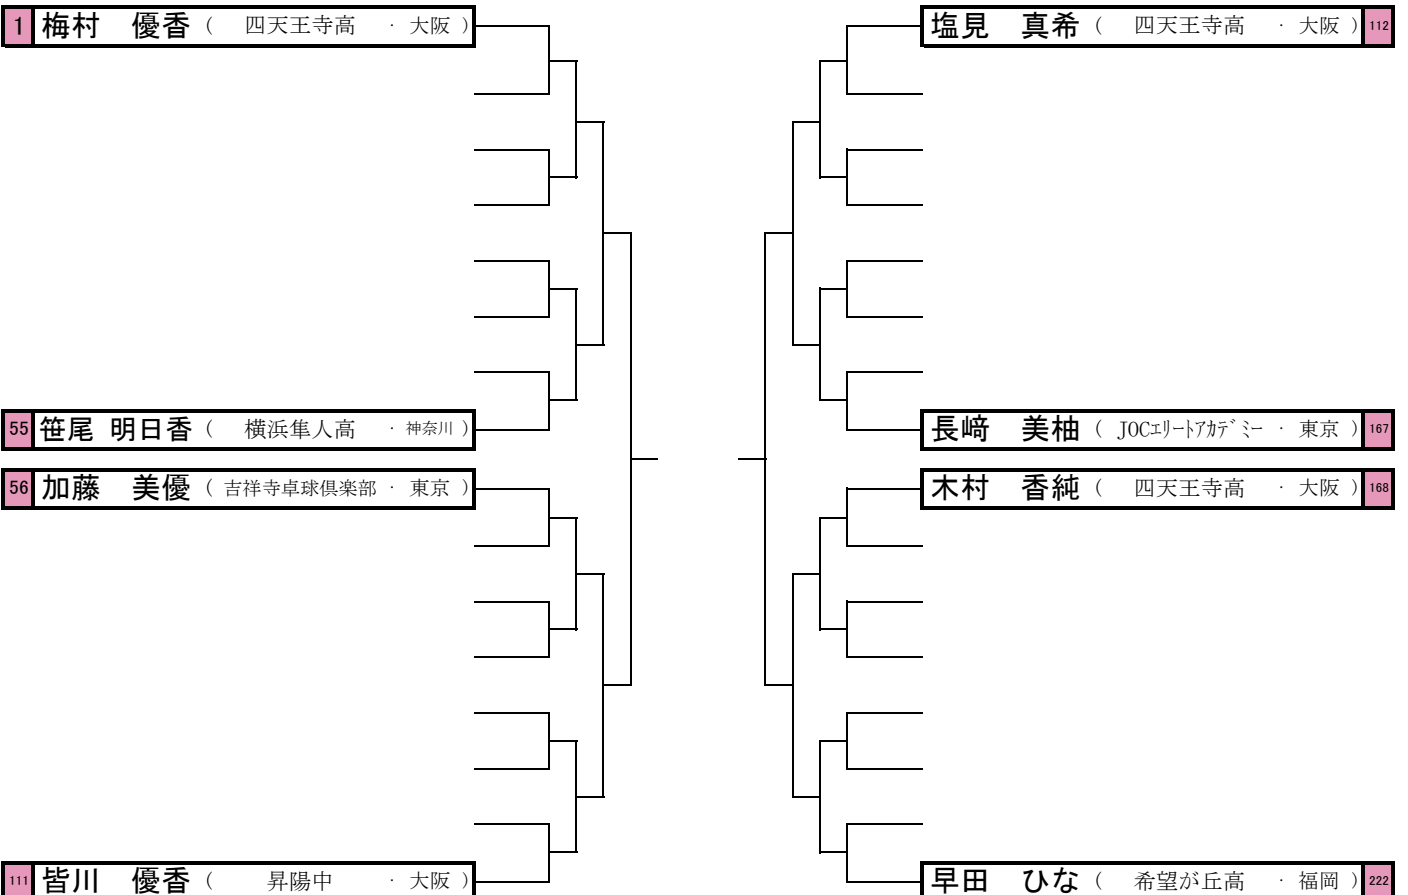 1 梅村 優香 ( 四天王寺高 ・ 大阪 )
55 笹尾 明日香 ( 横浜隼人高 ・ 神奈川 )
56 加藤 美優 ( 吉祥寺卓球倶楽部 ・ 東京 )
111 皆川 優香 ( 昇陽中 ・ 大阪 )
塩見 真希 ( 四天王寺高 ・ 大阪 ) 112
長﨑 美柚 ( JOCエリートアカデミー ・ 東京 ) 167
木村 香純 ( 四天王寺高 ・ 大阪 ) 168
早田 ひな ( 希望が丘高 ・ 福岡 ) 222